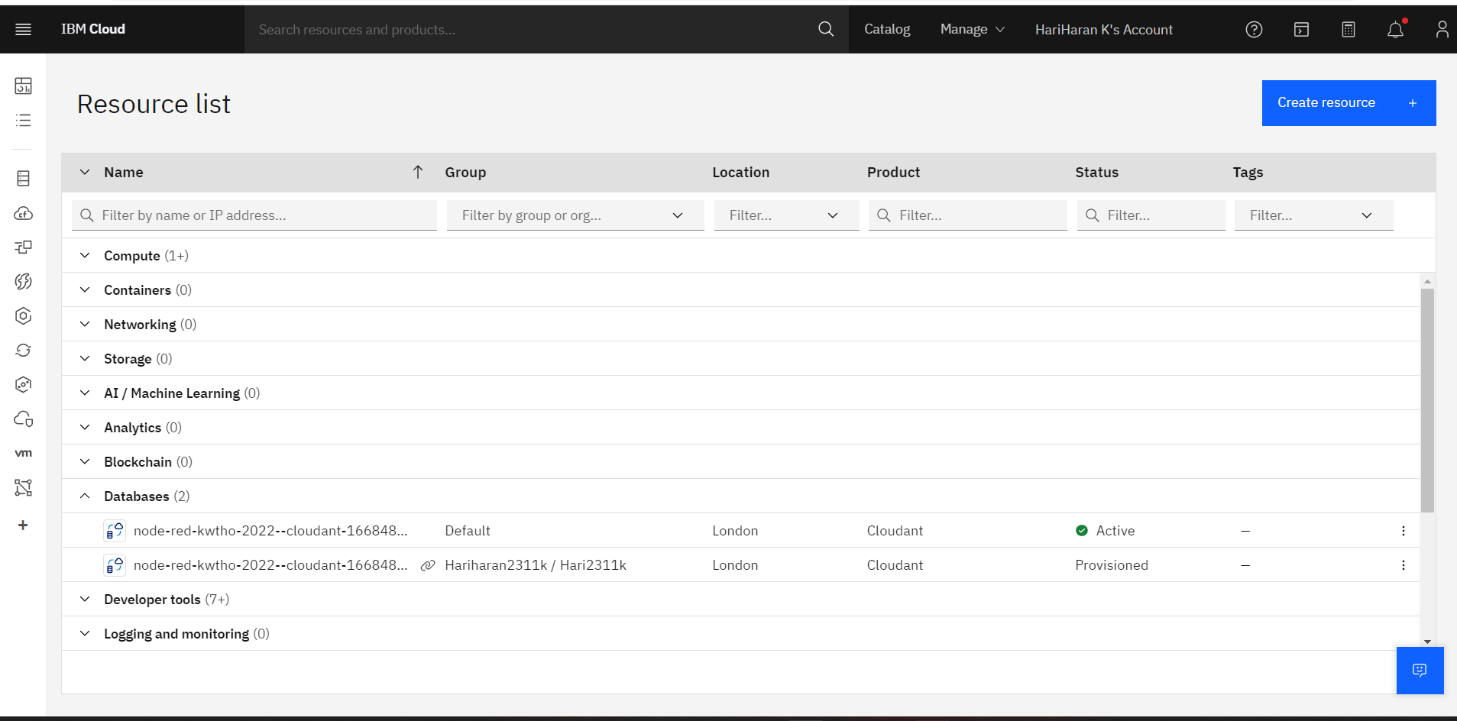 IBM Cloud
Search resources and products...
Catalog
Manage
HariHaran K's Account
Resource list
Create resource +
Name Group Location Product Status Tags
Filter by name or IP address... Filter by group or org... Filter... Filter... Filter... Filter...
Compute (1+)
Containers (0)
Networking (0)
Storage (0)
AI / Machine Learning (0)
Analytics (0)
Blockchain (0)
Databases (2)
node-red-kwtho-2022--cloudant-166848... Default London Cloudant Active –
node-red-kwtho-2022--cloudant-166848... Hariharan2311k / Hari2311k London Cloudant Provisioned –
Developer tools (7+)
Logging and monitoring (0)
vm